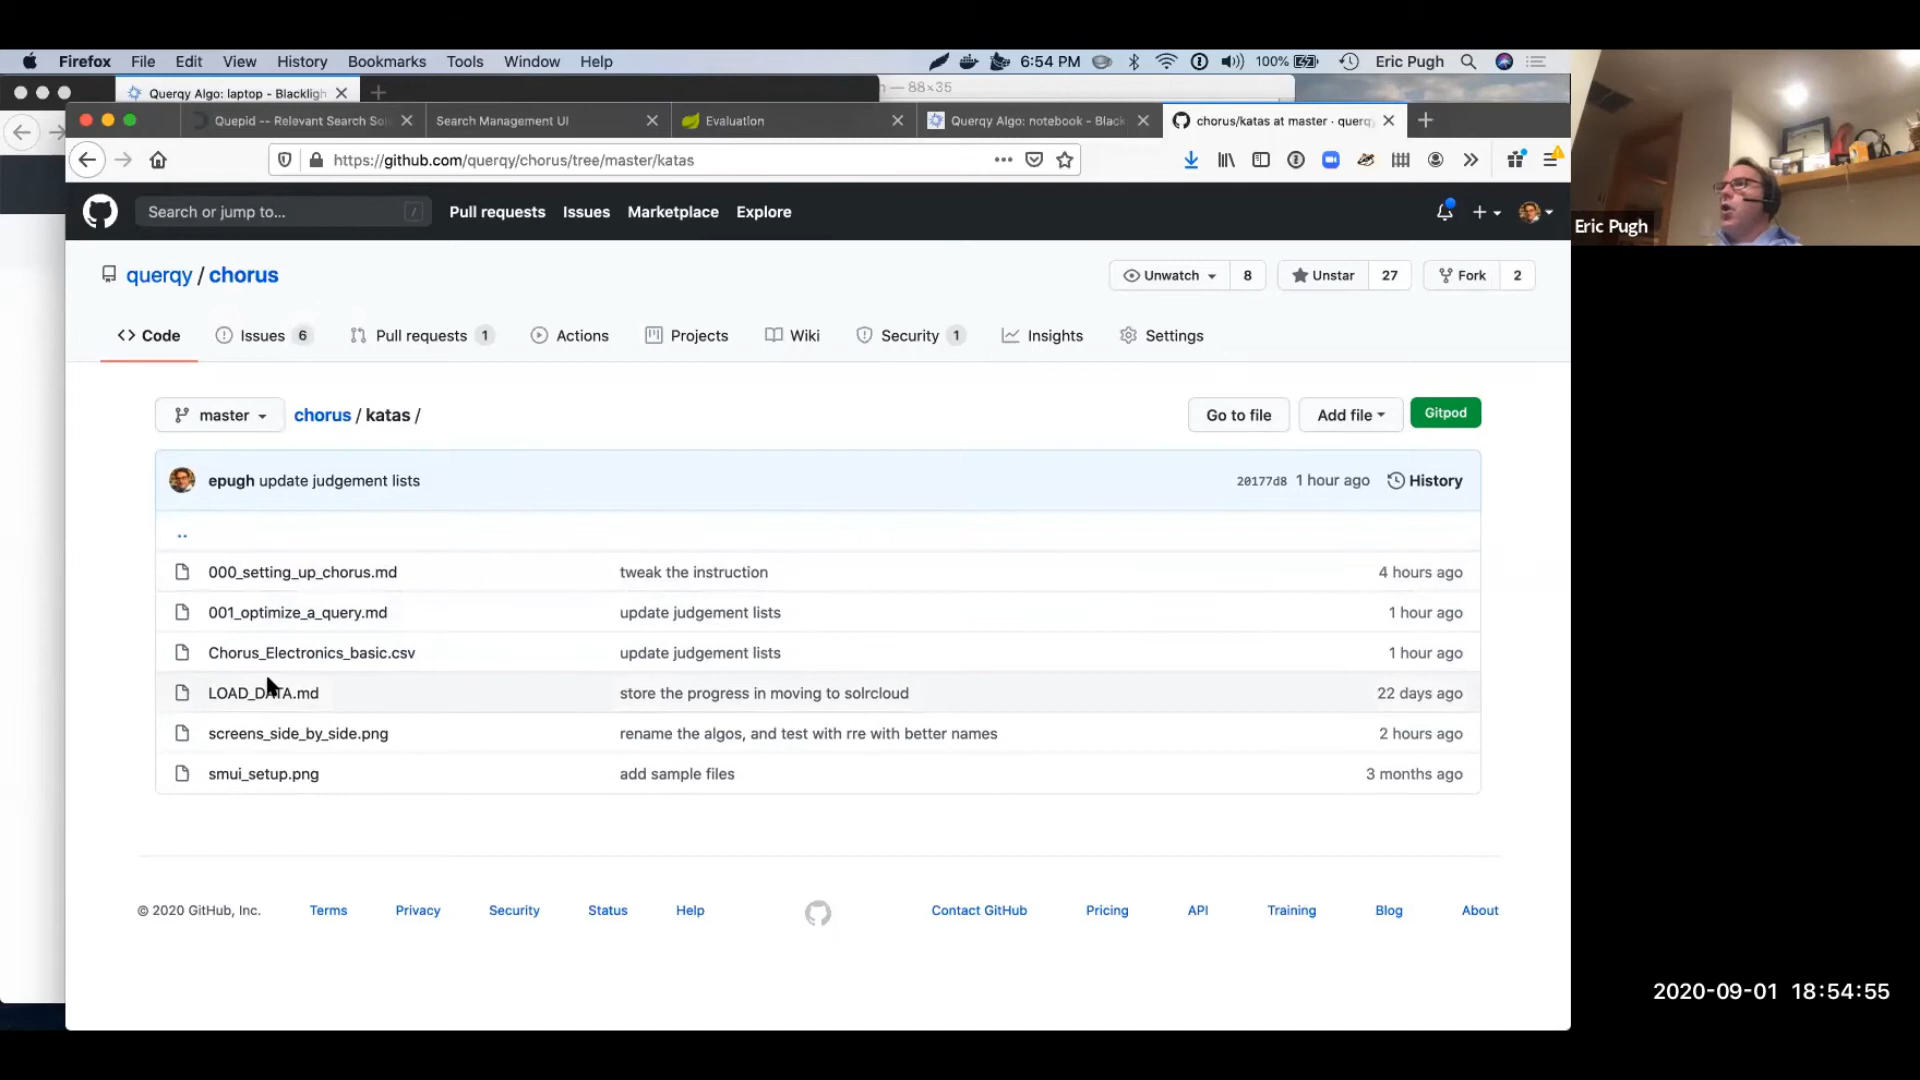 Firefox File Edit View History Bookmarks Tools Window Help 6:54 PM 100% Eric Pugh
Querqy Algo: laptop - Blackligh
— 88×35
Quepid -- Relevant Search Sol
Search Management UI
Evaluation
Querqy Algo: notebook - Black
chorus/katas at master · querq
https://github.com/querqy/chorus/tree/master/katas
Search or jump to... / Pull requests Issues Marketplace Explore
Eric Pugh
querqy / chorus Unwatch 8 Unstar 27 Fork 2
Code Issues 6 Pull requests 1 Actions Projects Wiki Security 1 Insights Settings
master chorus / katas / Go to file Add file Gitpod
epugh update judgement lists 20177d8 1 hour ago History
..
000_setting_up_chorus.md tweak the instruction 4 hours ago
001_optimize_a_query.md update judgement lists 1 hour ago
Chorus_Electronics_basic.csv update judgement lists 1 hour ago
LOAD_DATA.md store the progress in moving to solrcloud 22 days ago
screens_side_by_side.png rename the algos, and test with rre with better names 2 hours ago
smui_setup.png add sample files 3 months ago
© 2020 GitHub, Inc. Terms Privacy Security Status Help Contact GitHub Pricing API Training Blog About
2020-09-01 18:54:55